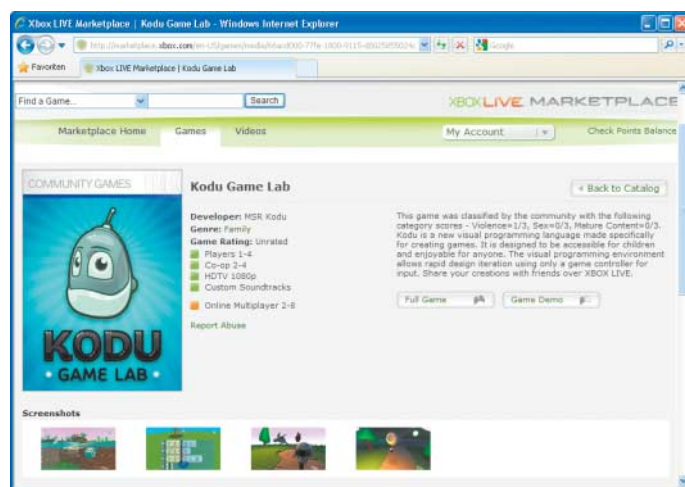 Xbox LIVE Marketplace | Kodu Game Lab - Windows Internet Explorer
Google
Favoriten
Xbox LIVE Marketplace | Kodu Game Lab
Find a Game...
Search
XBOX LIVE MARKETPLACE
Marketplace Home
Games
Videos
My Account
Check Points Balance
COMMUNITY GAMES
KODU
• GAME LAB •
Kodu Game Lab
« Back to Catalog
Developer: MSR Kodu
Genre: Family
Game Rating: Unrated
Players 1-4
Co-op 2-4
HDTV 1080p
Custom Soundtracks
Online Multiplayer 2-8
Report Abuse
This game was classified by the community with the following
category scores - Violence=1/3, Sex=0/3, Mature Content=0/3.
Kodu is a new visual programming language made specifically
for creating games. It is designed to be accessible for children
and enjoyable for anyone. The visual programming environment
allows rapid design iteration using only a game controller for
input. Share your creations with friends over XBOX LIVE.
Full Game
Game Demo
Screenshots